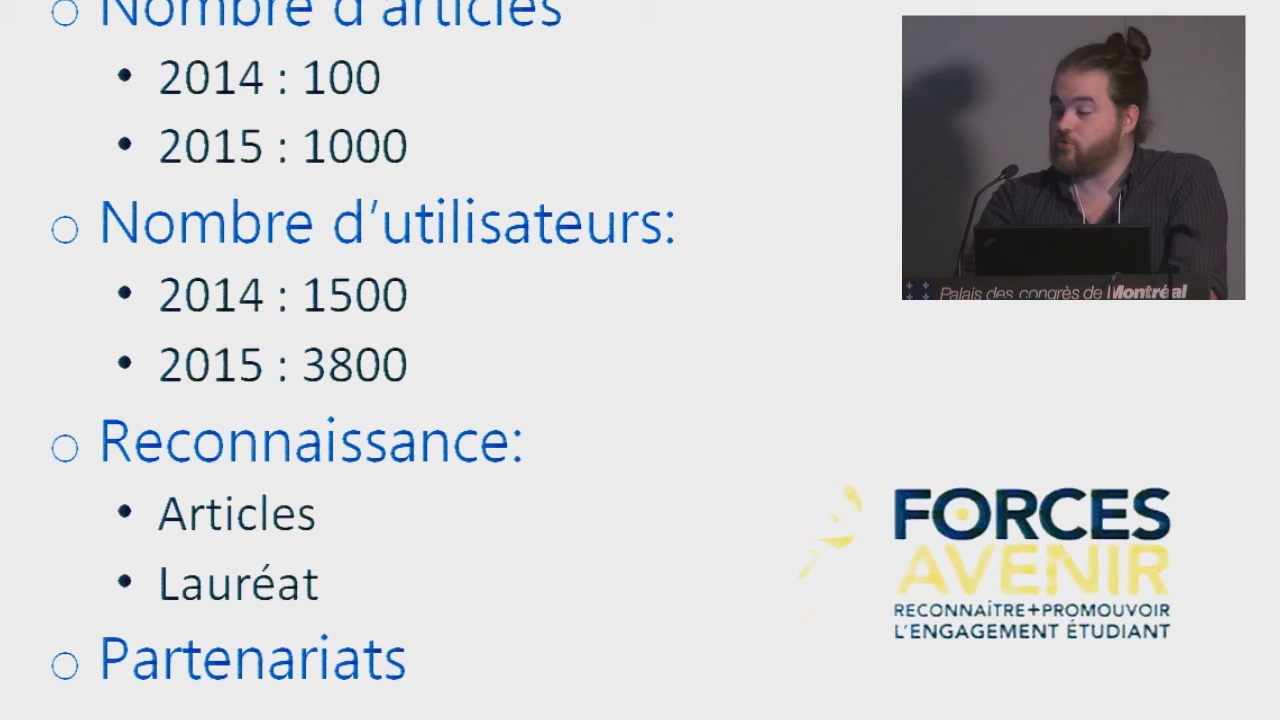 Nombre d'articles
2014 : 100
2015 : 1000
Nombre d'utilisateurs:
2014 : 1500
2015 : 3800
Reconnaissance:
Articles
Lauréat
Partenariats
Palais des congrès de Montréal
FORCES
AVENIR
RECONNAÎTRE+PROMOUVOIR
L'ENGAGEMENT ÉTUDIANT